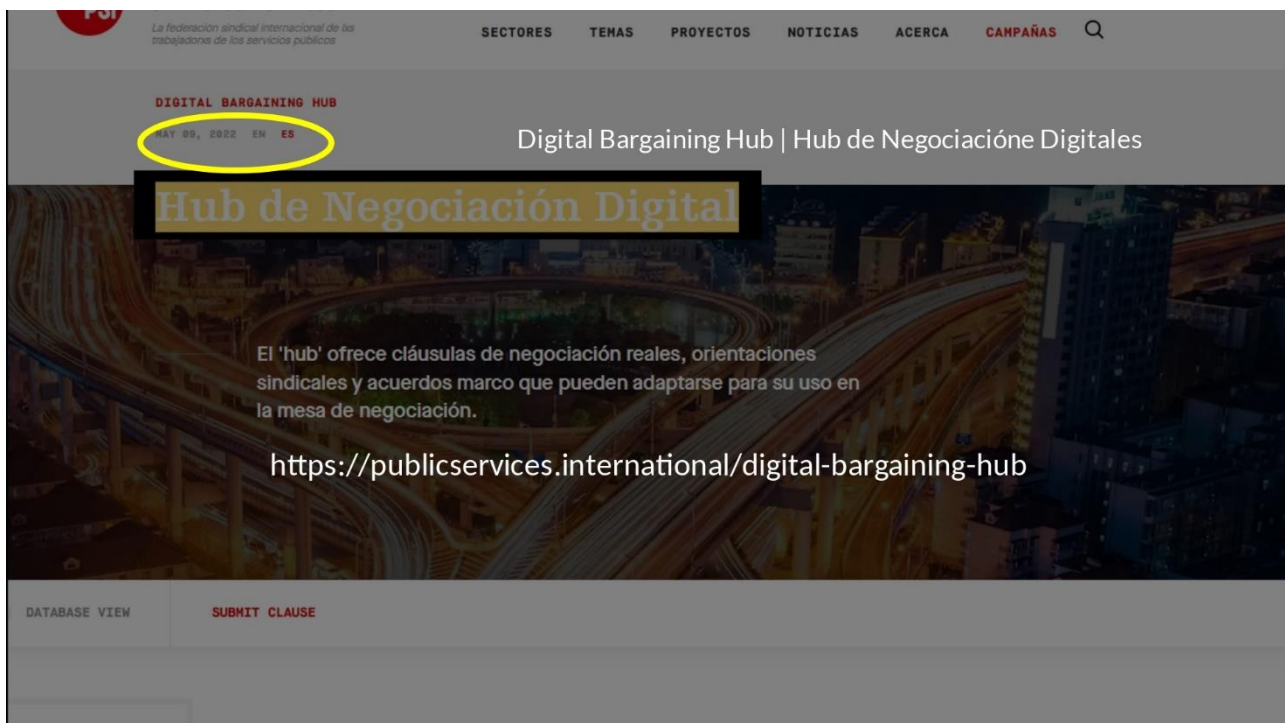 PSI
La federación sindical internacional de lxs
trabajadorxs de los servicios públicos
SECTORES TEMAS PROYECTOS NOTICIAS ACERCA CAMPAÑAS
DIGITAL BARGAINING HUB
MAY 09, 2022 EN ES
Digital Bargaining Hub | Hub de Negociacióne Digitales
Hub de Negociación Digital
El 'hub' ofrece cláusulas de negociación reales, orientaciones
sindicales y acuerdos marco que pueden adaptarse para su uso en
la mesa de negociación.
https://publicservices.international/digital-bargaining-hub
DATABASE VIEW SUBMIT CLAUSE